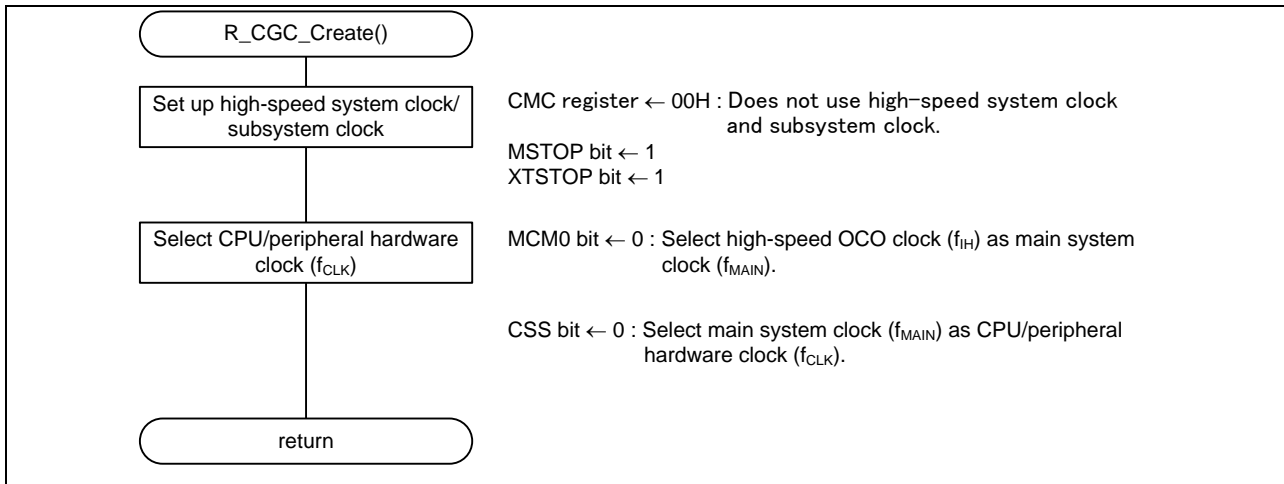 R_CGC_Create()
Set up high-speed system clock/
subsystem clock
CMC register ← 00H : Does not use high-speed system clock
and subsystem clock.
MSTOP bit ← 1
XTSTOP bit ← 1
Select CPU/peripheral hardware
clock (fCLK)
MCM0 bit ← 0 : Select high-speed OCO clock (fIH) as main system
clock (fMAIN).
CSS bit ← 0 : Select main system clock (fMAIN) as CPU/peripheral
hardware clock (fCLK).
return